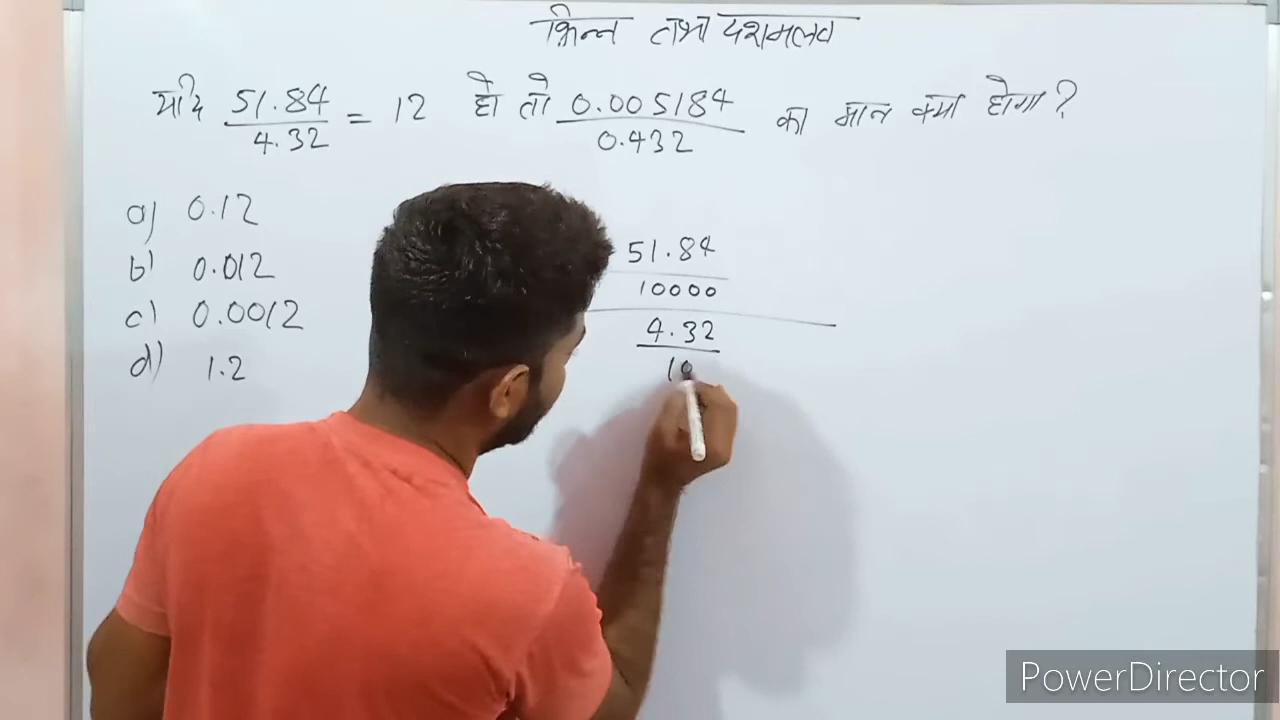 भिन्न तथा दशमलव
यदि 51.84/4.32 = 12 हो तो 0.005184/0.432 का मान क्या होगा ?
a) 0.12
b) 0.012
c) 0.0012
d) 1.2
51.84
10000
4.32
10
PowerDirector